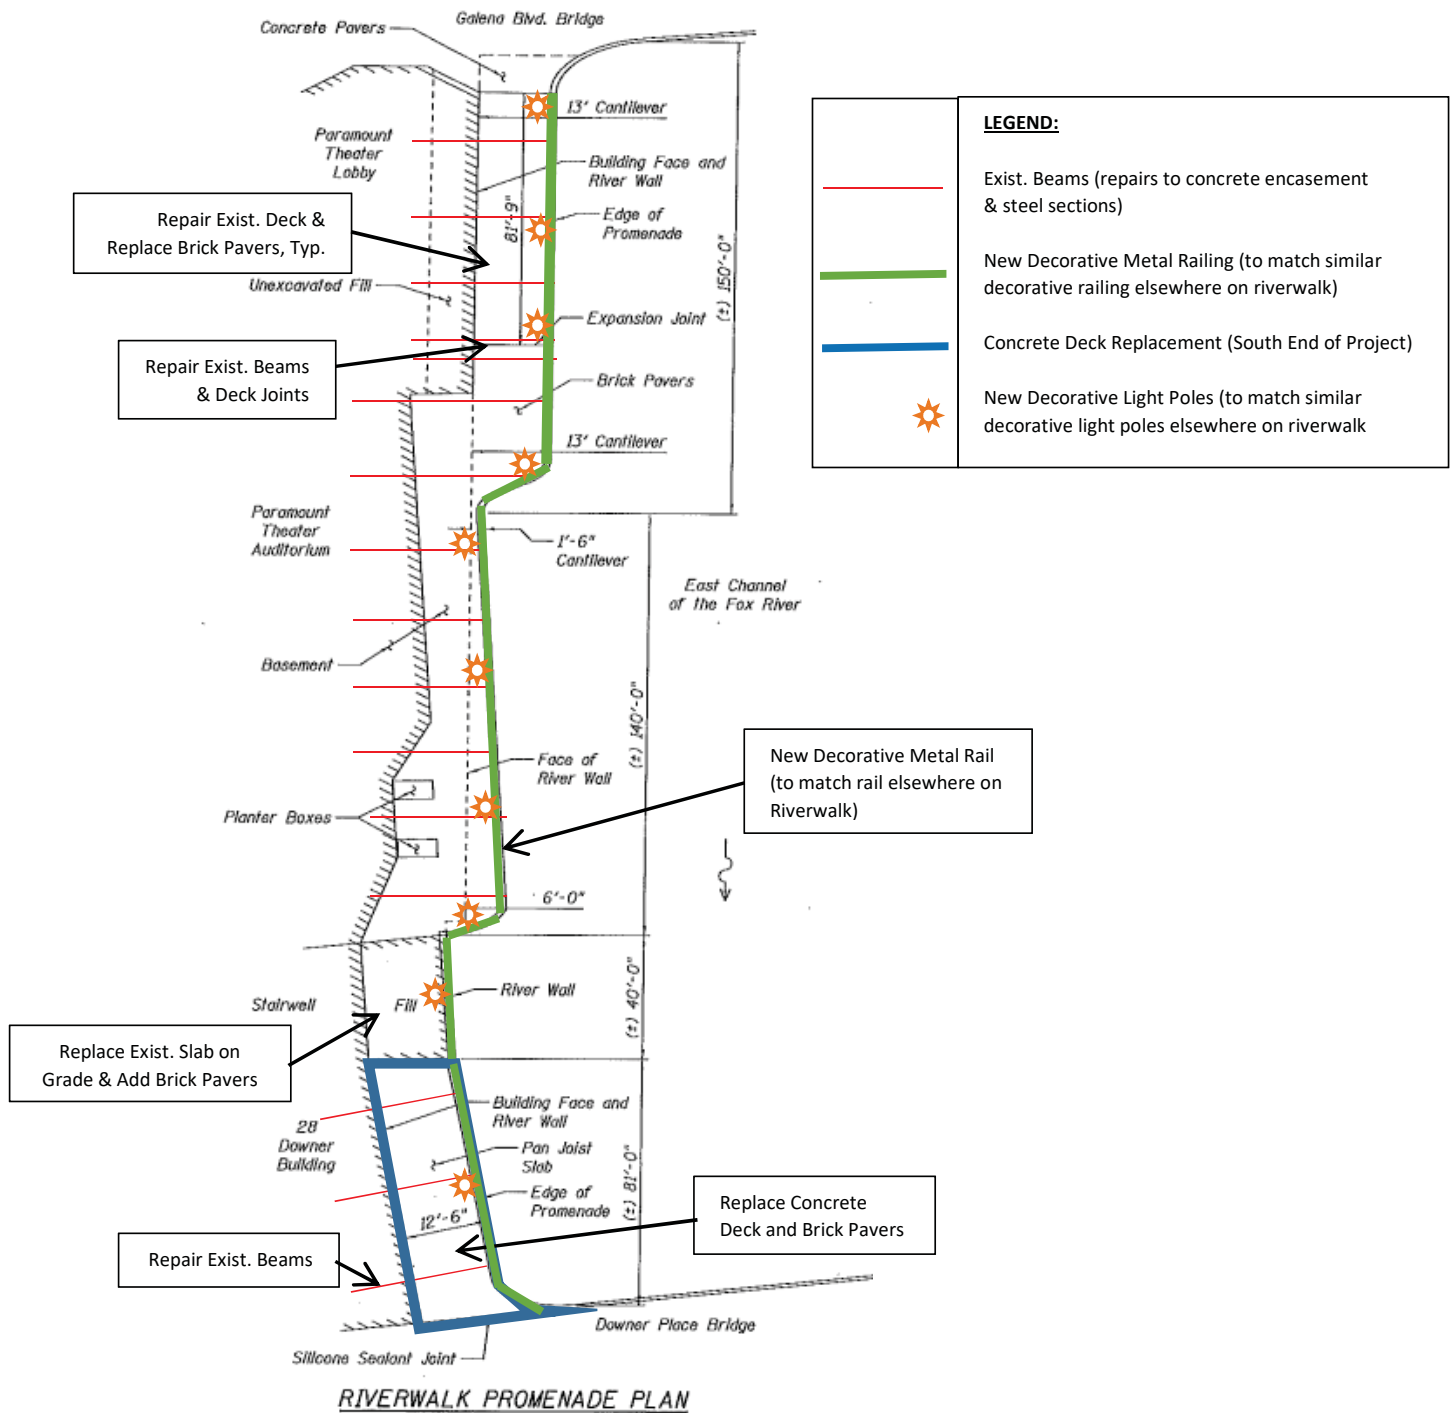 Galena Blvd. Bridge
Concrete Pavers
13' Cantilever
Paramount
Theater
Lobby
Building Face and
River Wall
81'-9"
Edge of
Promenade
(±) 150'-0"
Repair Exist. Deck &
Replace Brick Pavers, Typ.
Unexcavated Fill
Expansion Joint
Repair Exist. Beams
& Deck Joints
Brick Pavers
13' Cantilever
Paramount
Theater
Auditorium
1'-6"
Cantilever
East Channel
of the Fox River
Basement
(±) 140'-0"
Face of
River Wall
New Decorative Metal Rail
(to match rail elsewhere on
Riverwalk)
Planter Boxes
6'-0"
Stairwell
Fill
River Wall
(±) 40'-0"
Replace Exist. Slab on
Grade & Add Brick Pavers
Building Face and
River Wall
28
Downer
Building
Pan Joist
Slab
Edge of
Promenade
(±) 81'-0"
12'-6"
Replace Concrete
Deck and Brick Pavers
Repair Exist. Beams
Downer Place Bridge
Silicone Sealant Joint
RIVERWALK PROMENADE PLAN
LEGEND:
Exist. Beams (repairs to concrete encasement
& steel sections)
New Decorative Metal Railing (to match similar
decorative railing elsewhere on riverwalk)
Concrete Deck Replacement (South End of Project)
New Decorative Light Poles (to match similar
decorative light poles elsewhere on riverwalk